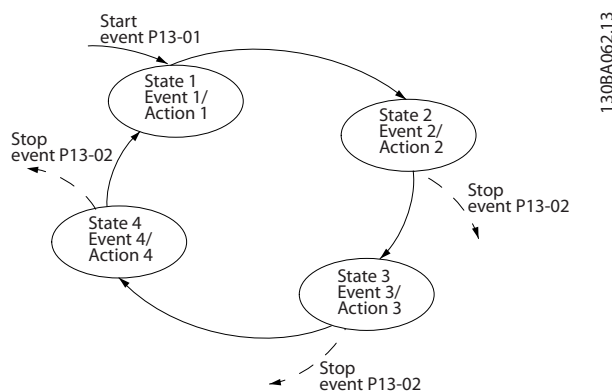 Start
event P13-01
State 1
Event 1/
Action 1
State 2
Event 2/
Action 2
Stop
event P13-02
State 3
Event 3/
Action 3
Stop
event P13-02
State 4
Event 4/
Action 4
Stop
event P13-02
130BA062.13